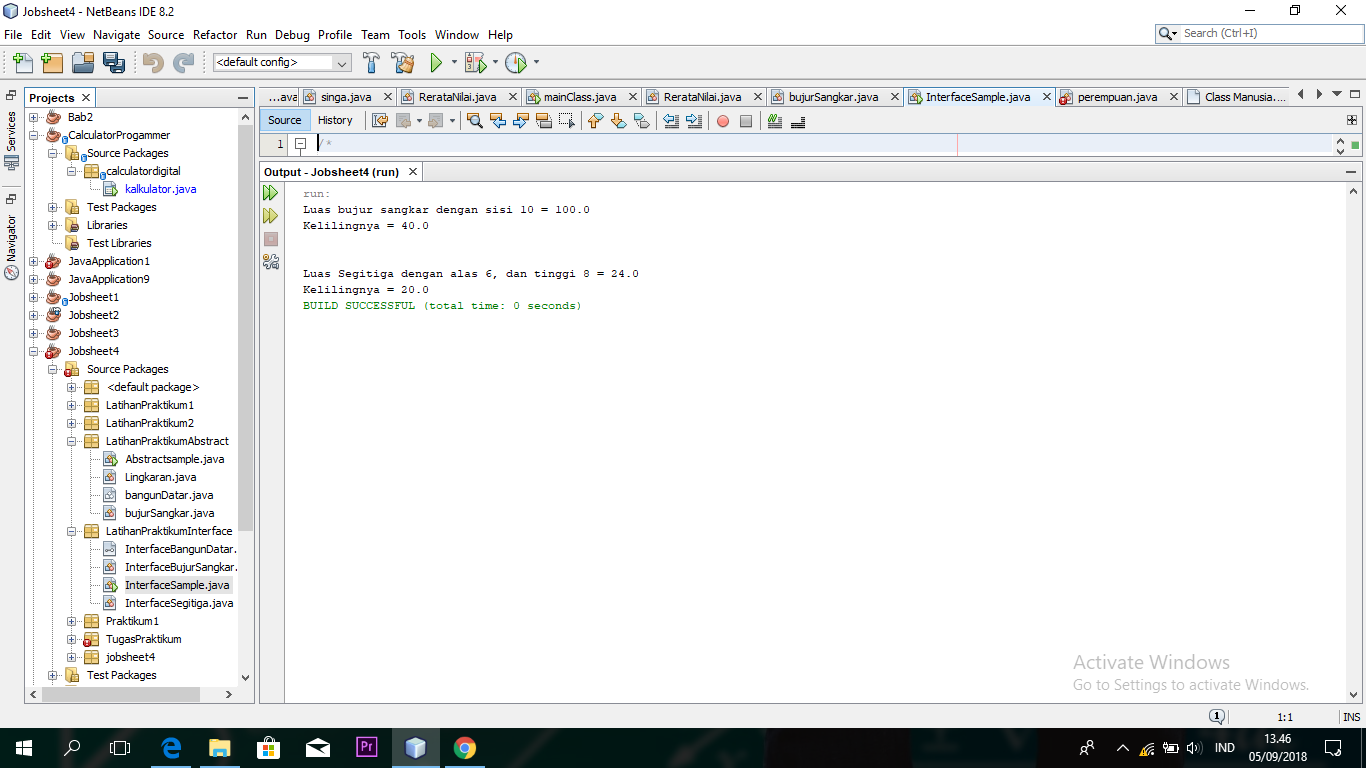 Jobsheet4 - NetBeans IDE 8.2
File Edit View Navigate Source Refactor Run Debug Profile Team Tools Window Help
Search (Ctrl+I)
<default config>
Services
Navigator
Projects
Bab2
CalculatorProgammer
Source Packages
calculatordigital
kalkulator.java
Test Packages
Libraries
Test Libraries
JavaApplication1
JavaApplication9
Jobsheet1
Jobsheet2
Jobsheet3
Jobsheet4
Source Packages
<default package>
LatihanPraktikum1
LatihanPraktikum2
LatihanPraktikumAbstract
Abstractsample.java
Lingkaran.java
bangunDatar.java
bujurSangkar.java
LatihanPraktikumInterface
InterfaceBangunDatar.
InterfaceBujurSangkar.
InterfaceSample.java
InterfaceSegitiga.java
Praktikum1
TugasPraktikum
jobsheet4
Test Packages
...ava singa.java RerataNilai.java mainClass.java RerataNilai.java bujurSangkar.java InterfaceSample.java perempuan.java Class Manusia....
Source History
1 /*
Output - Jobsheet4 (run)
run:
Luas bujur sangkar dengan sisi 10 = 100.0
Kelilingnya = 40.0
Luas Segitiga dengan alas 6, dan tinggi 8 = 24.0
Kelilingnya = 20.0
BUILD SUCCESSFUL (total time: 0 seconds)
Activate Windows
Go to Settings to activate Windows.
1 1:1 INS
Pr
IND
13.46
05/09/2018